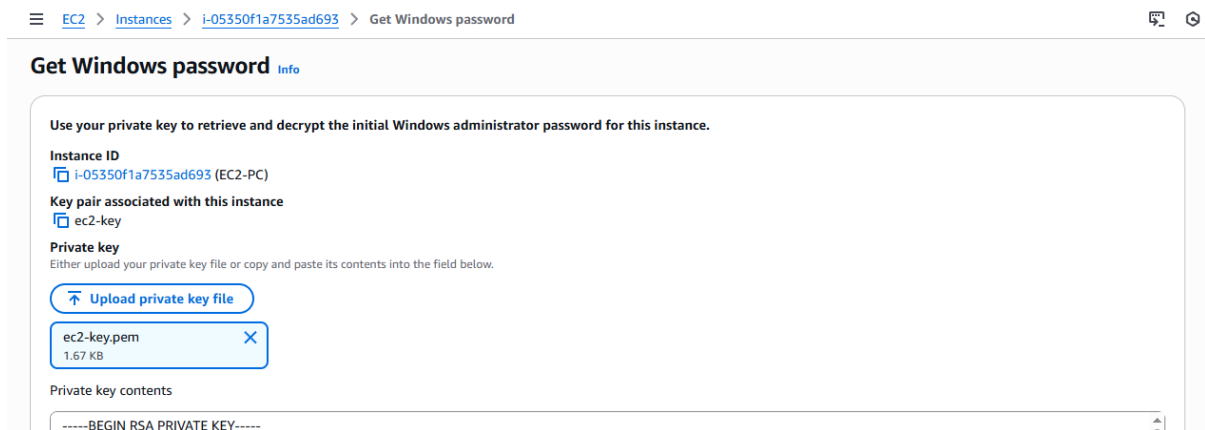 EC2 > Instances > i-05350f1a7535ad693 > Get Windows password
Get Windows password Info
Use your private key to retrieve and decrypt the initial Windows administrator password for this instance.
Instance ID
i-05350f1a7535ad693 (EC2-PC)
Key pair associated with this instance
ec2-key
Private key
Either upload your private key file or copy and paste its contents into the field below.
Upload private key file
ec2-key.pem
1.67 KB
Private key contents
-----BEGIN RSA PRIVATE KEY-----